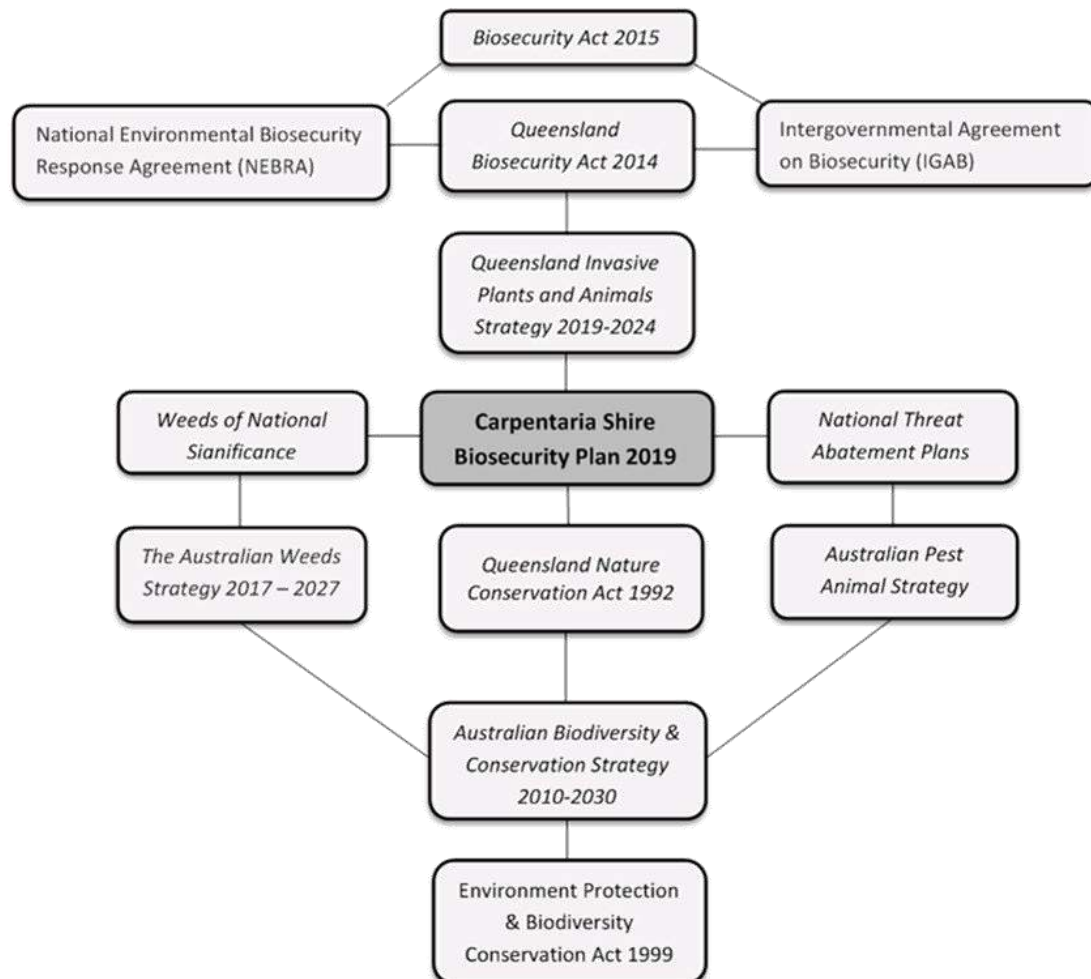 Biosecurity Act 2015
National Environmental Biosecurity
Response Agreement (NEBRA)
Queensland
Biosecurity Act 2014
Intergovernmental Agreement
on Biosecurity (IGAB)
Queensland Invasive
Plants and Animals
Strategy 2019-2024
Weeds of National
Sianificance
Carpentaria Shire
Biosecurity Plan 2019
National Threat
Abatement Plans
The Australian Weeds
Strategy 2017 – 2027
Queensland Nature
Conservation Act 1992
Australian Pest
Animal Strategy
Australian Biodiversity &
Conservation Strategy
2010-2030
Environment Protection
& Biodiversity
Conservation Act 1999